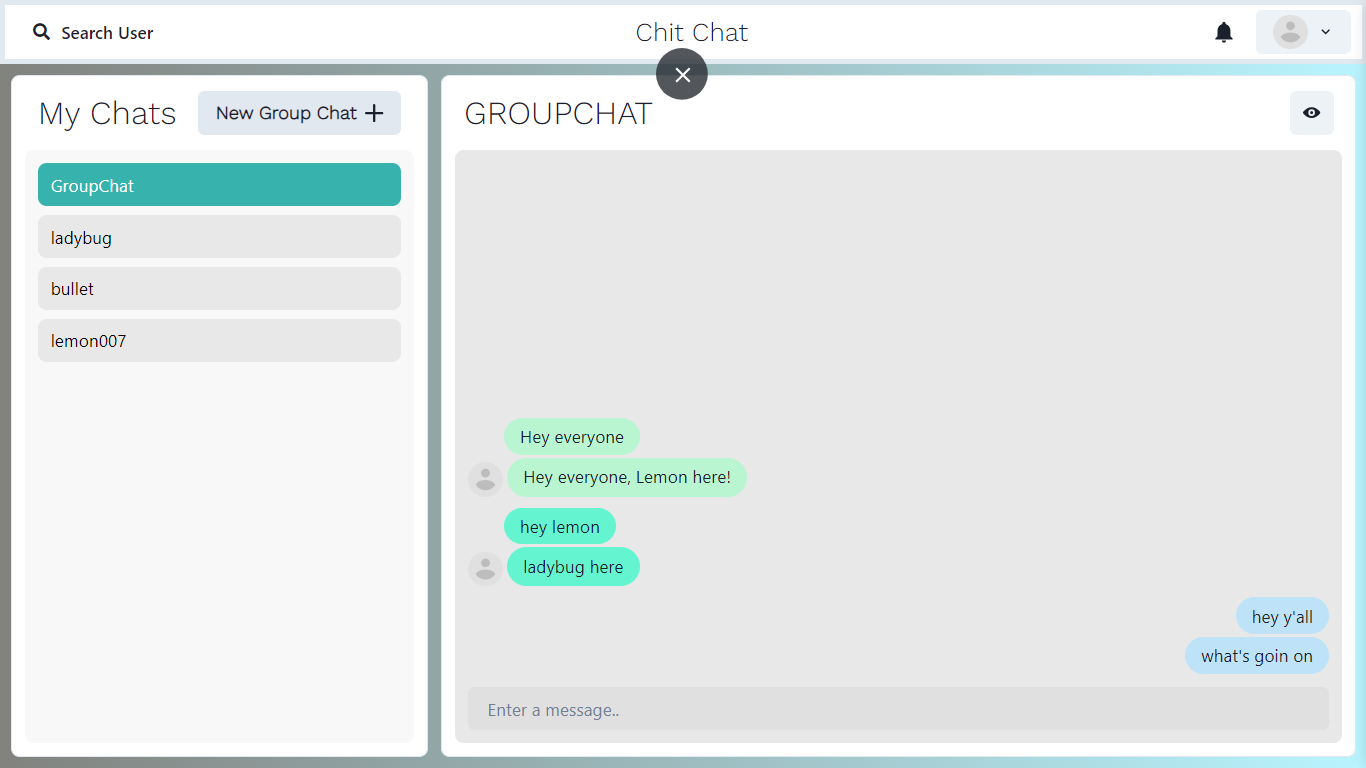 Search User
Chit Chat
My Chats
New Group Chat
GROUPCHAT
GroupChat
ladybug
bullet
lemon007
Hey everyone
Hey everyone, Lemon here!
hey lemon
ladybug here
hey y'all
what's goin on
Enter a message..